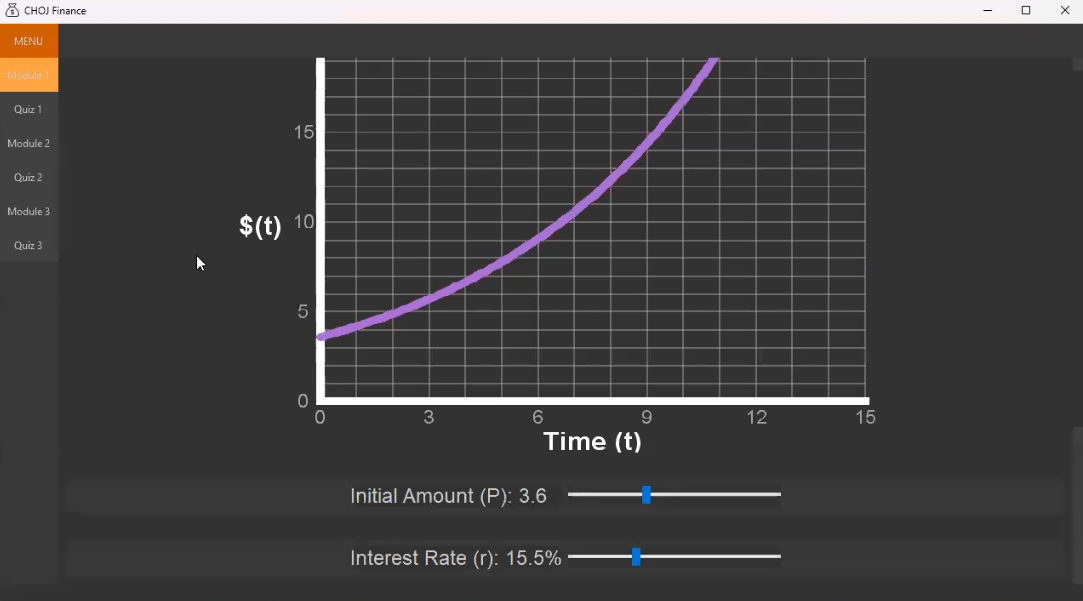 CHOJ Finance
MENU
Module 1
Quiz 1
Module 2
Quiz 2
Module 3
Quiz 3
15
$(t)
10
5
0
0 3 6 9 12 15
Time (t)
Initial Amount (P): 3.6
Interest Rate (r): 15.5%